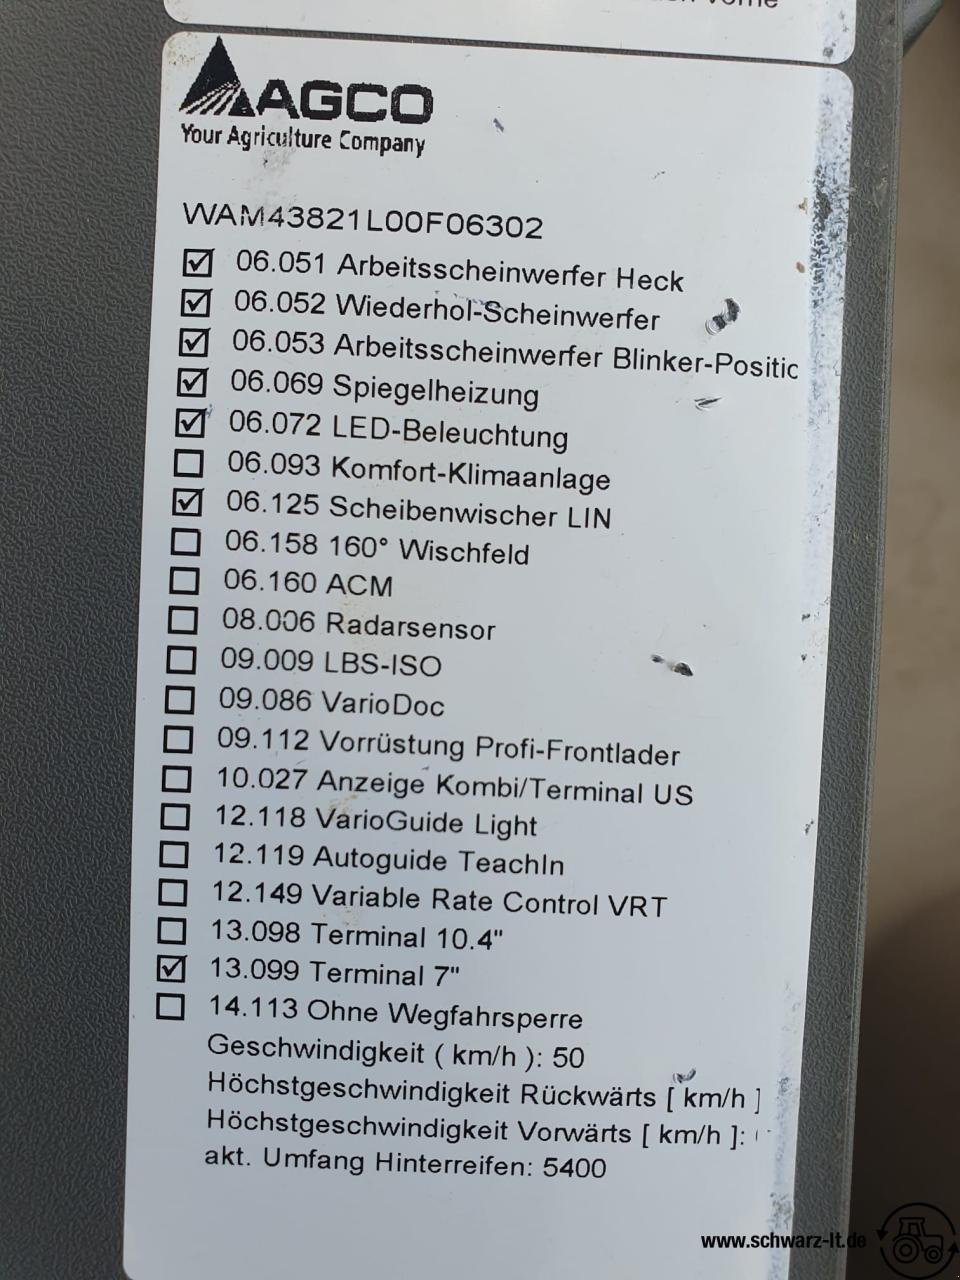 vorne
AGCO
Your Agriculture Company
WAM43821L00F06302
06.051 Arbeitsscheinwerfer Heck
06.052 Wiederhol-Scheinwerfer
06.053 Arbeitsscheinwerfer Blinker-Positic
06.069 Spiegelheizung
06.072 LED-Beleuchtung
06.093 Komfort-Klimaanlage
06.125 Scheibenwischer LIN
06.158 160° Wischfeld
06.160 ACM
08.006 Radarsensor
09.009 LBS-ISO
09.086 VarioDoc
09.112 Vorrüstung Profi-Frontlader
10.027 Anzeige Kombi/Terminal US
12.118 VarioGuide Light
12.119 Autoguide TeachIn
12.149 Variable Rate Control VRT
13.098 Terminal 10.4"
13.099 Terminal 7"
14.113 Ohne Wegfahrsperre
Geschwindigkeit ( km/h ): 50
Höchstgeschwindigkeit Rückwärts [ km/h ]
Höchstgeschwindigkeit Vorwärts [ km/h ]:
akt. Umfang Hinterreifen: 5400
www.schwarz-lt.de